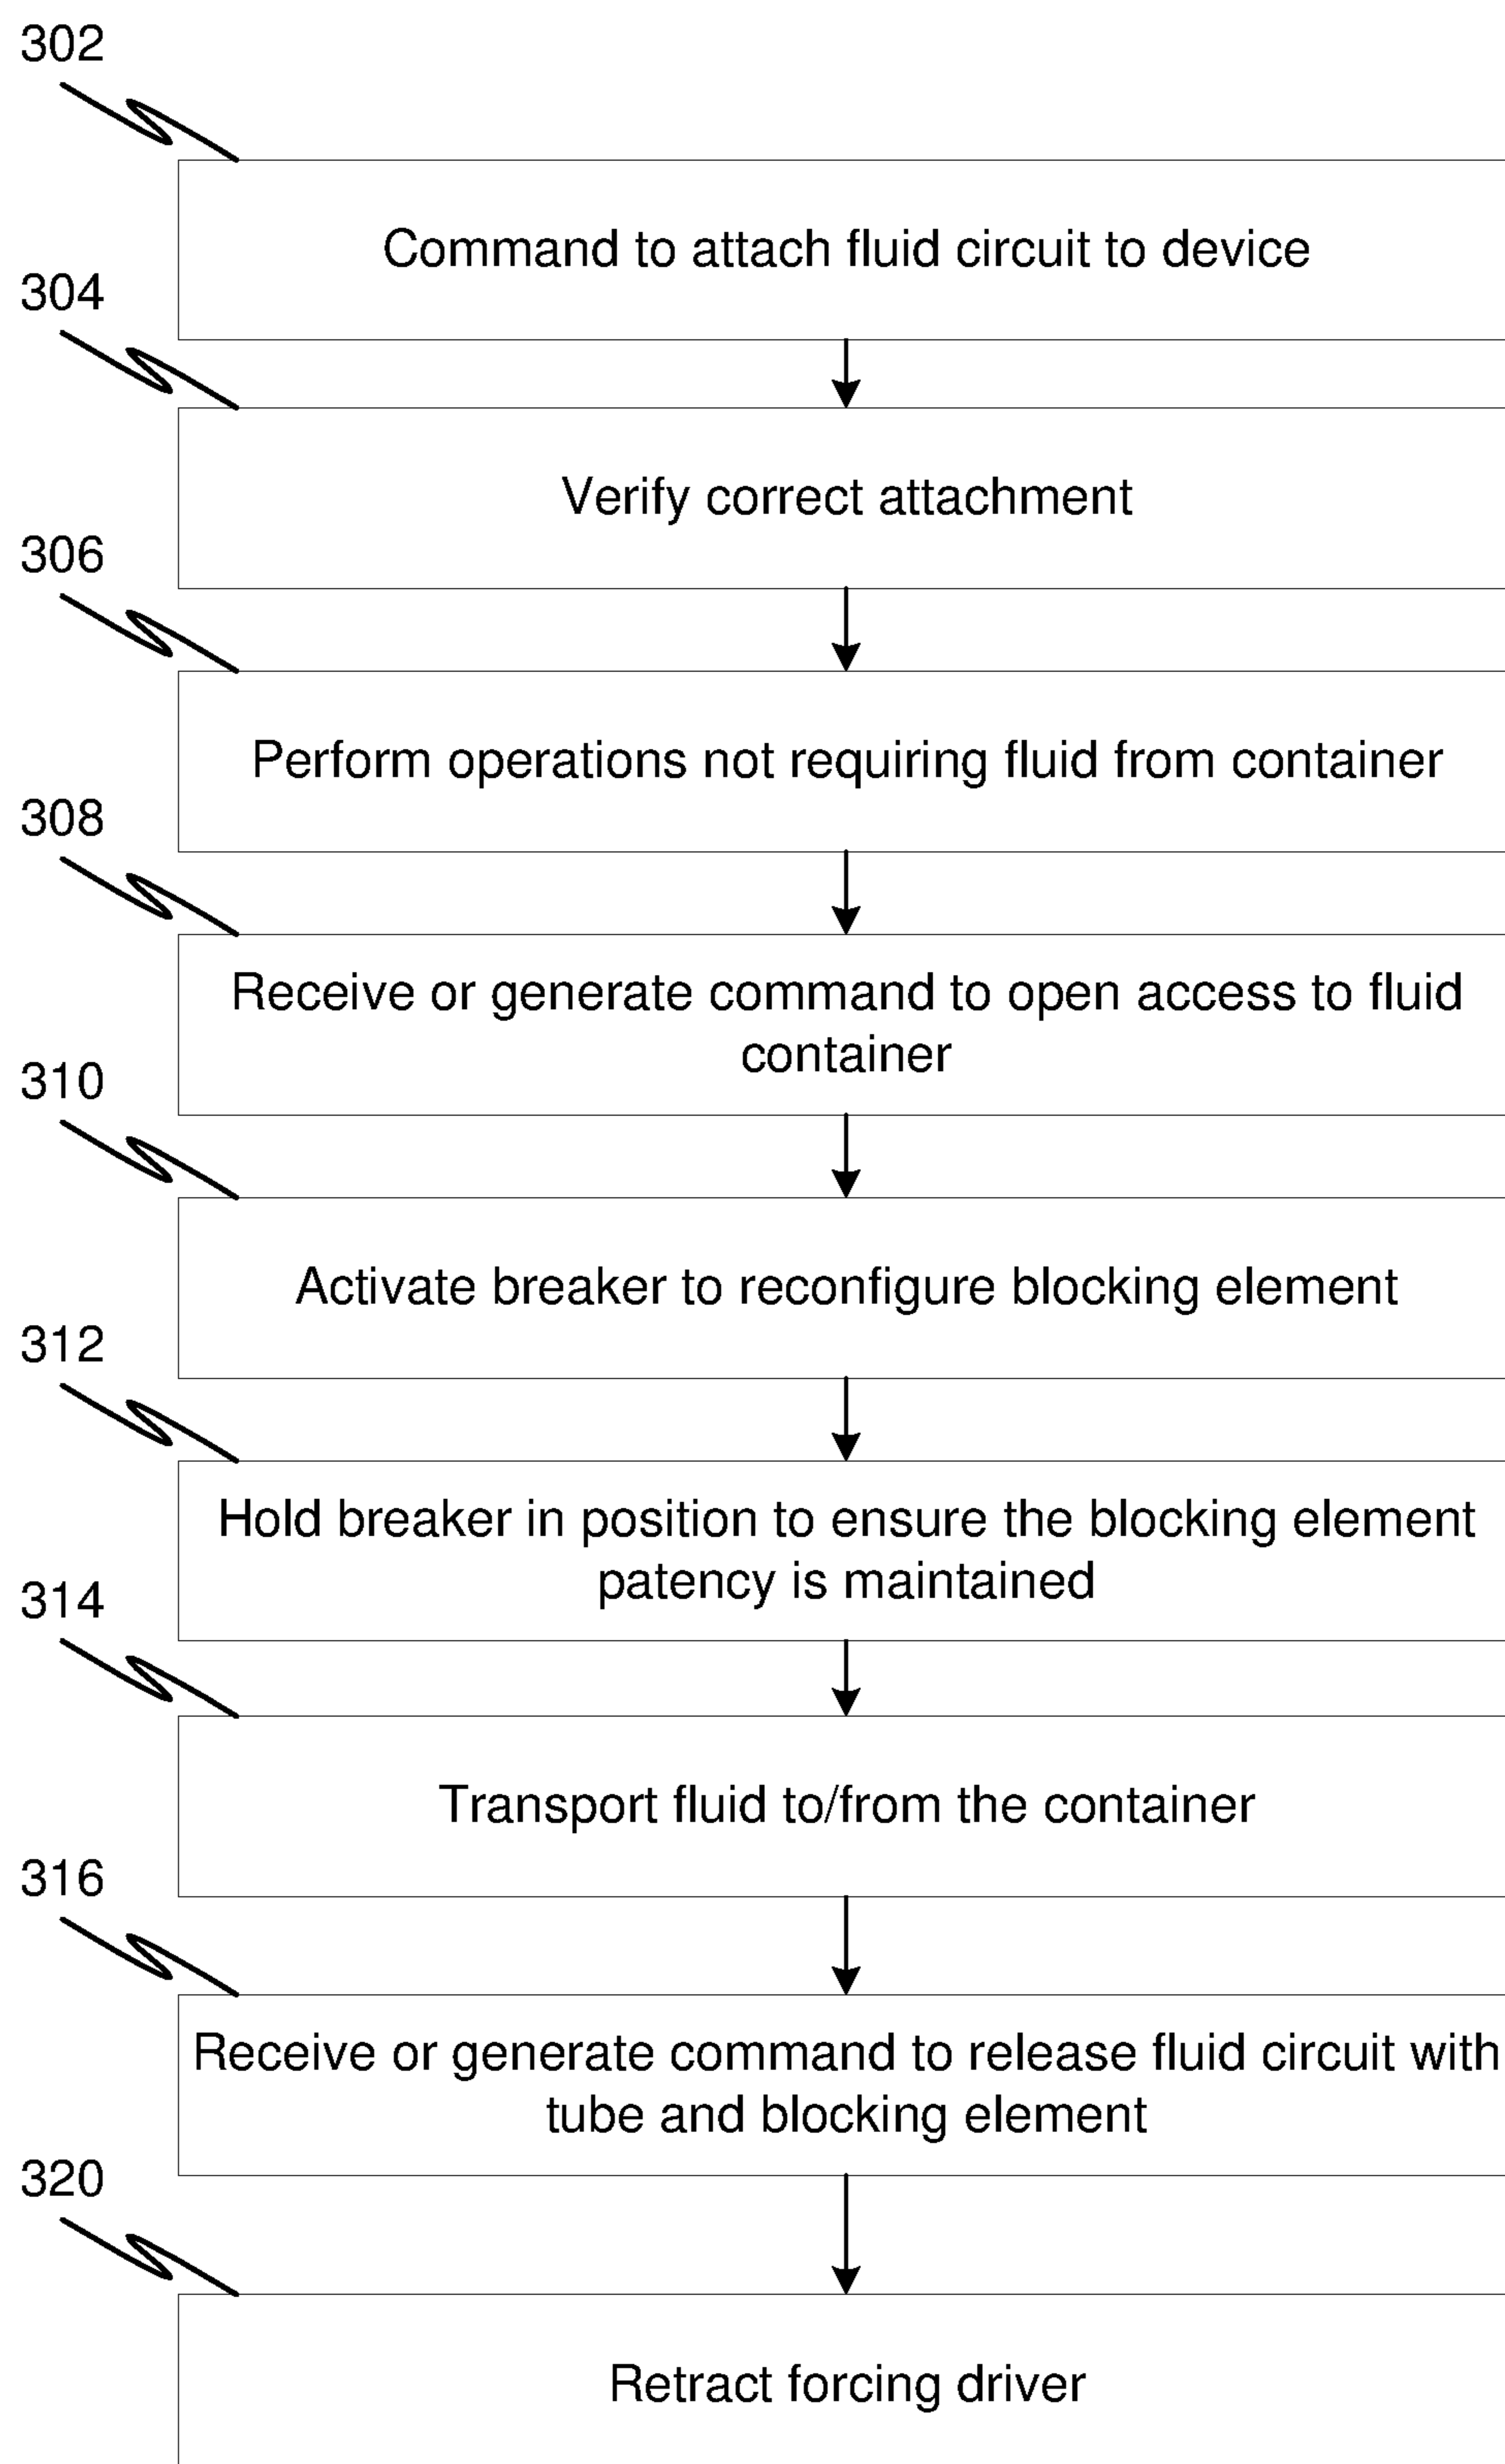 302
Command to attach fluid circuit to device
304
Verify correct attachment
306
Perform operations not requiring fluid from container
308
Receive or generate command to open access to fluid
container
310
Activate breaker to reconfigure blocking element
312
Hold breaker in position to ensure the blocking element
patency is maintained
314
Transport fluid to/from the container
316
Receive or generate command to release fluid circuit with
tube and blocking element
320
Retract forcing driver